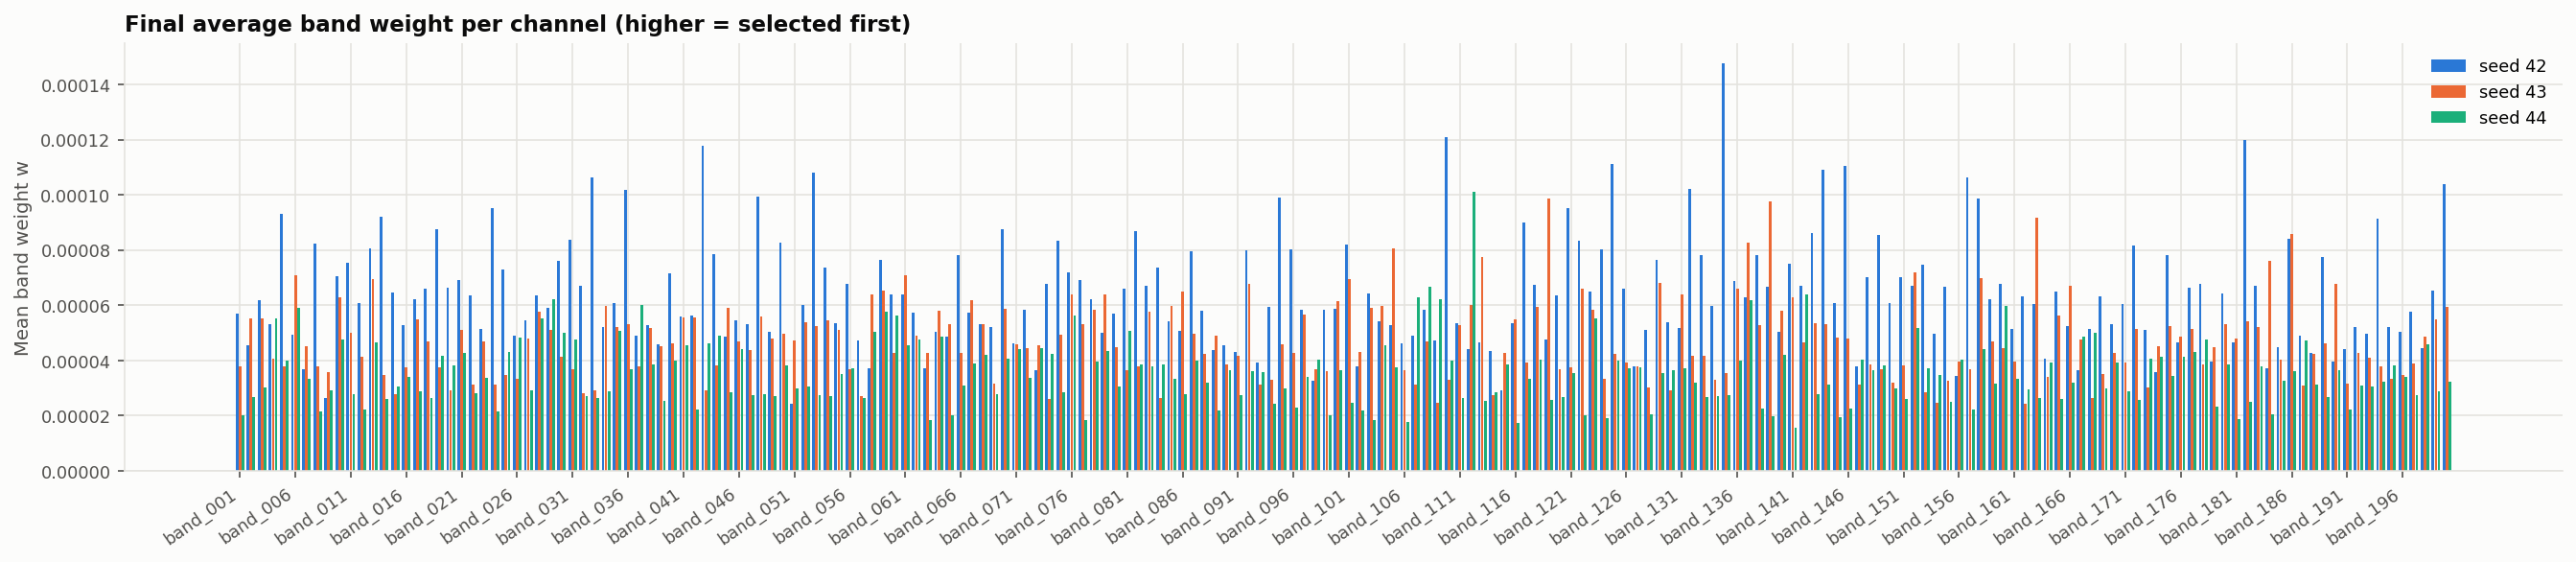 Final average band weight per channel (higher = selected first)
seed 42
seed 43
seed 44
Mean band weight w
0.00014
0.00012
0.00010
0.00008
0.00006
0.00004
0.00002
0.00000
band_001 band_006 band_011 band_016 band_021 band_026 band_031 band_036 band_041 band_046 band_051 band_056 band_061 band_066 band_071 band_076 band_081 band_086 band_091 band_096 band_101 band_106 band_111 band_116 band_121 band_126 band_131 band_136 band_141 band_146 band_151 band_156 band_161 band_166 band_171 band_176 band_181 band_186 band_191 band_196